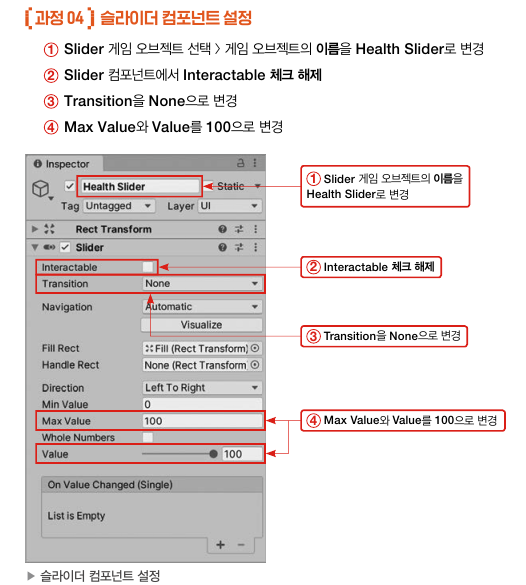 [과정 04] 슬라이더 컴포넌트 설정
① Slider 게임 오브젝트 선택 > 게임 오브젝트의 이름을 Health Slider로 변경
② Slider 컴포넌트에서 Interactable 체크 해제
③ Transition을 None으로 변경
④ Max Value와 Value를 100으로 변경
Inspector
Health Slider
Static
Tag Untagged Layer UI
Rect Transform
Slider
Interactable
Transition None
Navigation Automatic
Visualize
Fill Rect Fill (Rect Transform)
Handle Rect None (Rect Transform
Direction Left To Right
Min Value 0
Max Value 100
Whole Numbers
Value 100
On Value Changed (Single)
List is Empty
+ −
① Slider 게임 오브젝트의 이름을
Health Slider로 변경
② Interactable 체크 해제
③ Transition을 None으로 변경
④ Max Value와 Value를 100으로 변경
▶ 슬라이더 컴포넌트 설정